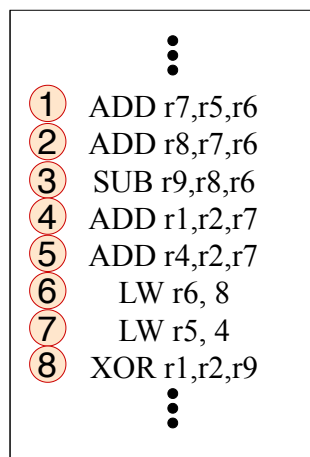 1 ADD r7,r5,r6
2 ADD r8,r7,r6
3 SUB r9,r8,r6
4 ADD r1,r2,r7
5 ADD r4,r2,r7
6 LW r6, 8
7 LW r5, 4
8 XOR r1,r2,r9